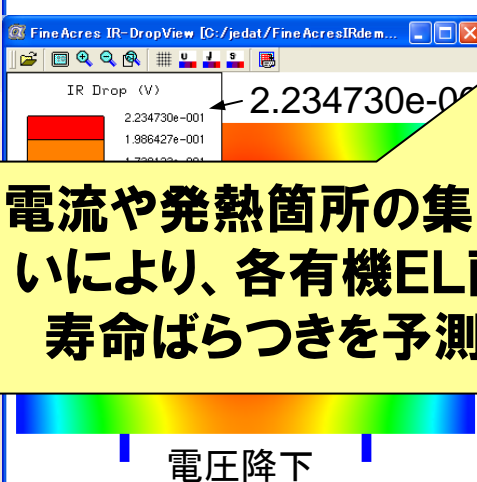 FineAcres IR-DropView [C:/jedat/FineAcresIRdem...
U J S
IR Drop (V)
2.234730e-001
1.986427e-001
2.234730e-0
電流や発熱箇所の集
いにより、各有機EL
寿命ばらつきを予測
電圧降下